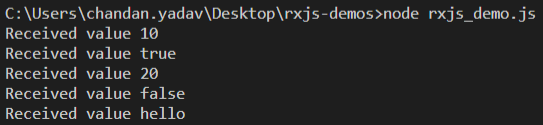 C:\Users\chandan.yadav\Desktop\rxjs-demos>node rxjs_demo.js
Received value 10
Received value true
Received value 20
Received value false
Received value hello